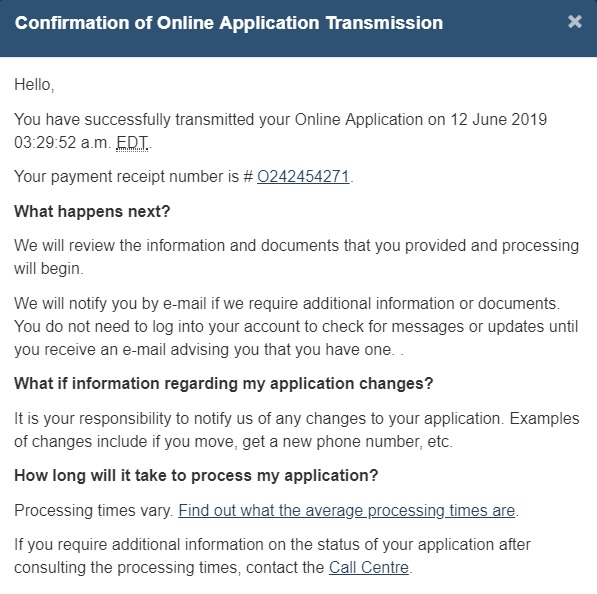 Confirmation of Online Application Transmission ×
Hello,
You have successfully transmitted your Online Application on 12 June 2019
03:29:52 a.m. EDT.
Your payment receipt number is # O242454271.
What happens next?
We will review the information and documents that you provided and processing
will begin.
We will notify you by e-mail if we require additional information or documents.
You do not need to log into your account to check for messages or updates until
you receive an e-mail advising you that you have one. .
What if information regarding my application changes?
It is your responsibility to notify us of any changes to your application. Examples
of changes include if you move, get a new phone number, etc.
How long will it take to process my application?
Processing times vary. Find out what the average processing times are.
If you require additional information on the status of your application after
consulting the processing times, contact the Call Centre.